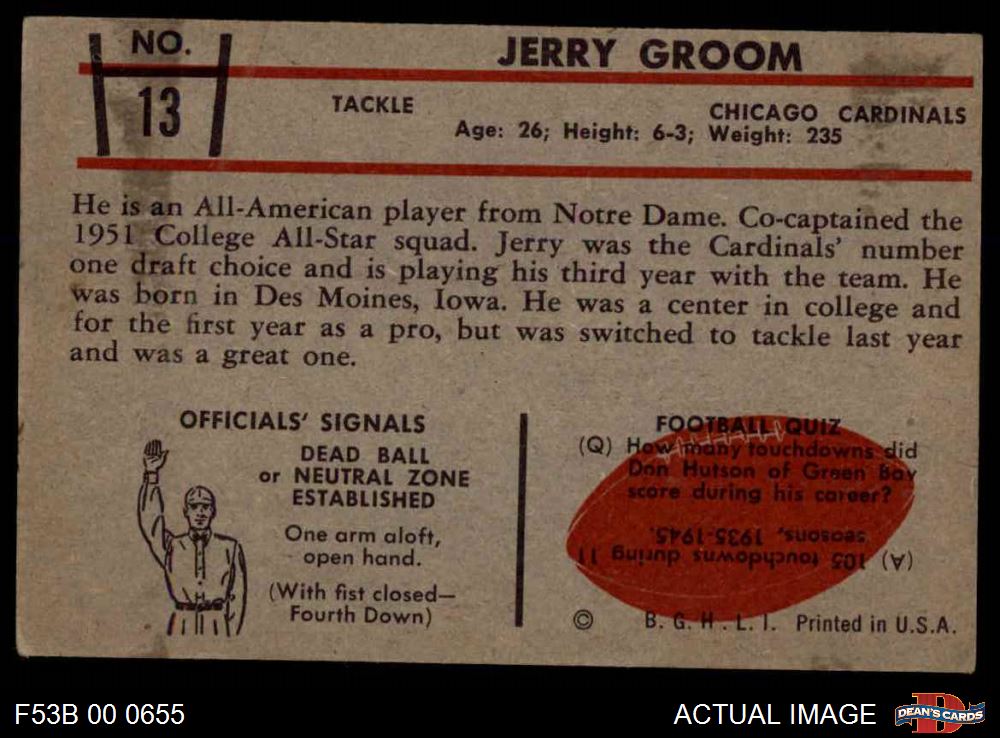 NO.
13
JERRY GROOM
TACKLE
CHICAGO CARDINALS
Age: 26; Height: 6-3; Weight: 235
He is an All-American player from Notre Dame. Co-captained the
1951 College All-Star squad. Jerry was the Cardinals' number
one draft choice and is playing his third year with the team. He
was born in Des Moines, Iowa. He was a center in college and
for the first year as a pro, but was switched to tackle last year
and was a great one.
OFFICIALS' SIGNALS
DEAD BALL
or NEUTRAL ZONE
ESTABLISHED
One arm aloft,
open hand.
(With fist closed—
Fourth Down)
FOOTBALL QUIZ
(Q) How many touchdowns did
Don Hutson of Green Bay
score during his career?
(A) 105 touchdowns during 11
seasons, 1935-1945.
© B. G. H. L. I. Printed in U.S.A.
F53B 00 0655
ACTUAL IMAGE
DEAN'S CARDS